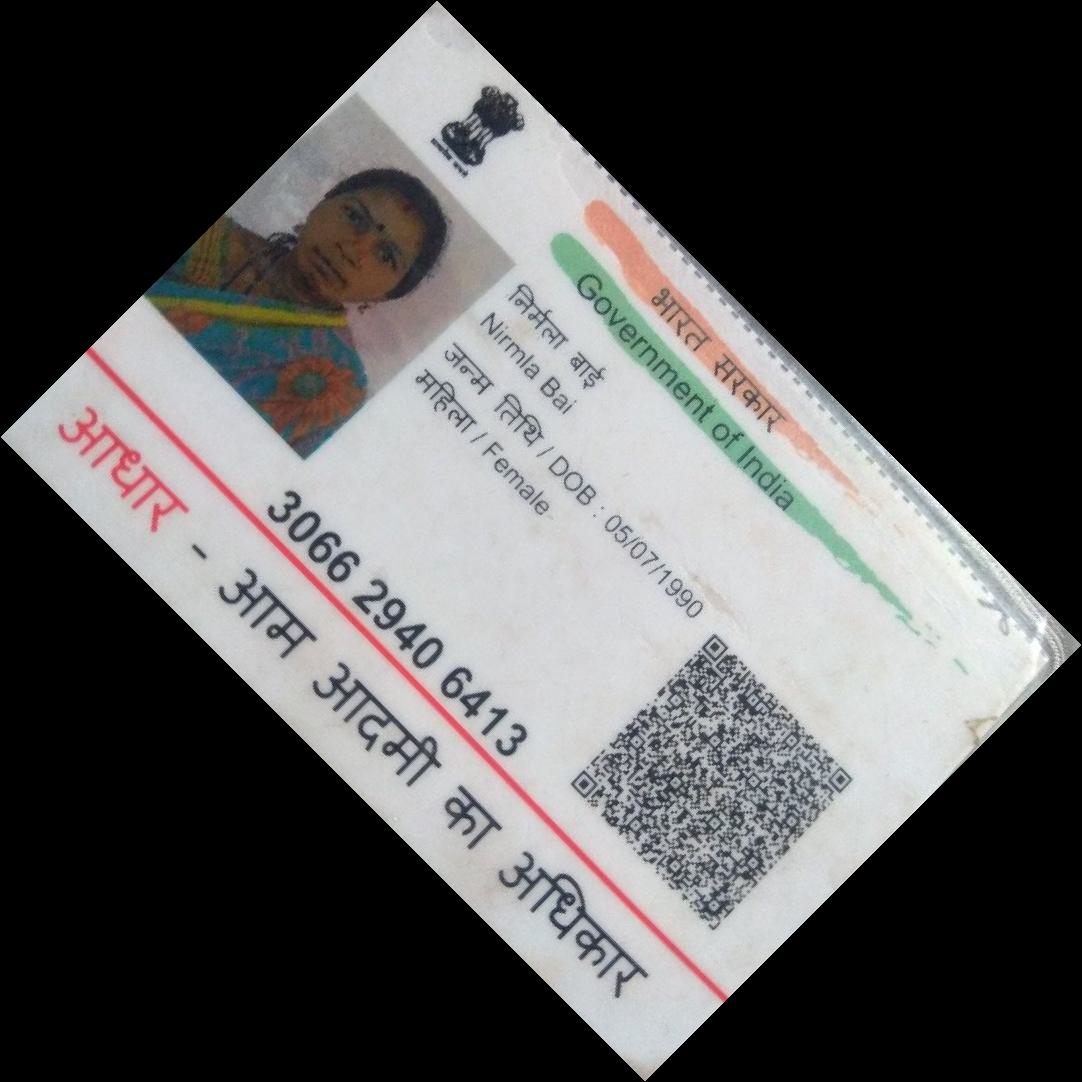 भारत सरकार
Government of India
निर्मला बाई
Nirmla Bai
जन्म तिथि / DOB : 05/07/1990
महिला / Female
3066 2940 6413
आधार - आम आदमी का अधिकार